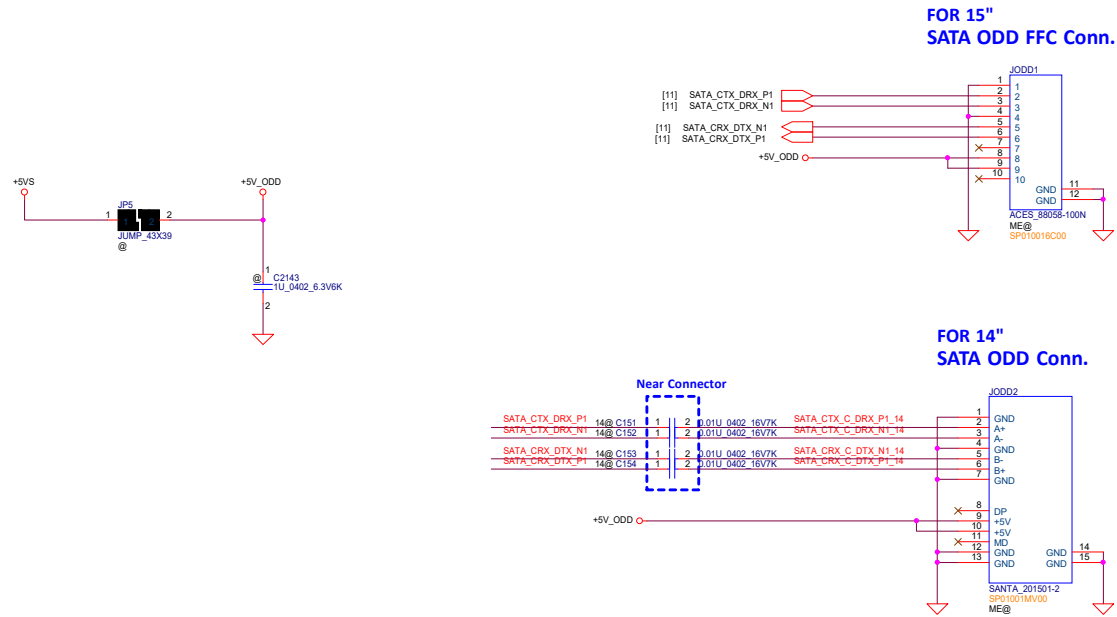 FOR 15"
SATA ODD FFC Conn.
JODD1
1 1
[11] SATA_CTX_DRX_P1 2 2
[11] SATA_CTX_DRX_N1 3 3
4 4
[11] SATA_CRX_DTX_N1 5 5
[11] SATA_CRX_DTX_P1 6 6
7 7
+5V_ODD 8 8
9 9
10 10
GND 11
GND 12
ACES_88058-100N
ME@
SP010016C00
+5VS
+5V_ODD
JP5
1 1 2 2
JUMP_43X39
@
1
@ C2143
1U_0402_6.3V6K
2
FOR 14"
SATA ODD Conn.
Near Connector
JODD2
1 GND
SATA_CTX_DRX_P1 14@ C151 1 2 0.01U_0402_16V7K SATA_CTX_C_DRX_P1_14 2 A+
SATA_CTX_DRX_N1 14@ C152 1 2 0.01U_0402_16V7K SATA_CTX_C_DRX_N1_14 3 A-
4 GND
SATA_CRX_DTX_N1 14@ C153 1 2 0.01U_0402_16V7K SATA_CRX_C_DTX_N1_14 5 B-
SATA_CRX_DTX_P1 14@ C154 1 2 0.01U_0402_16V7K SATA_CRX_C_DTX_P1_14 6 B+
7 GND
8 DP
+5V_ODD 9 +5V
10 +5V
11 MD
12 GND GND 14
13 GND GND 15
SANTA_201501-2
SP01001MV00
ME@